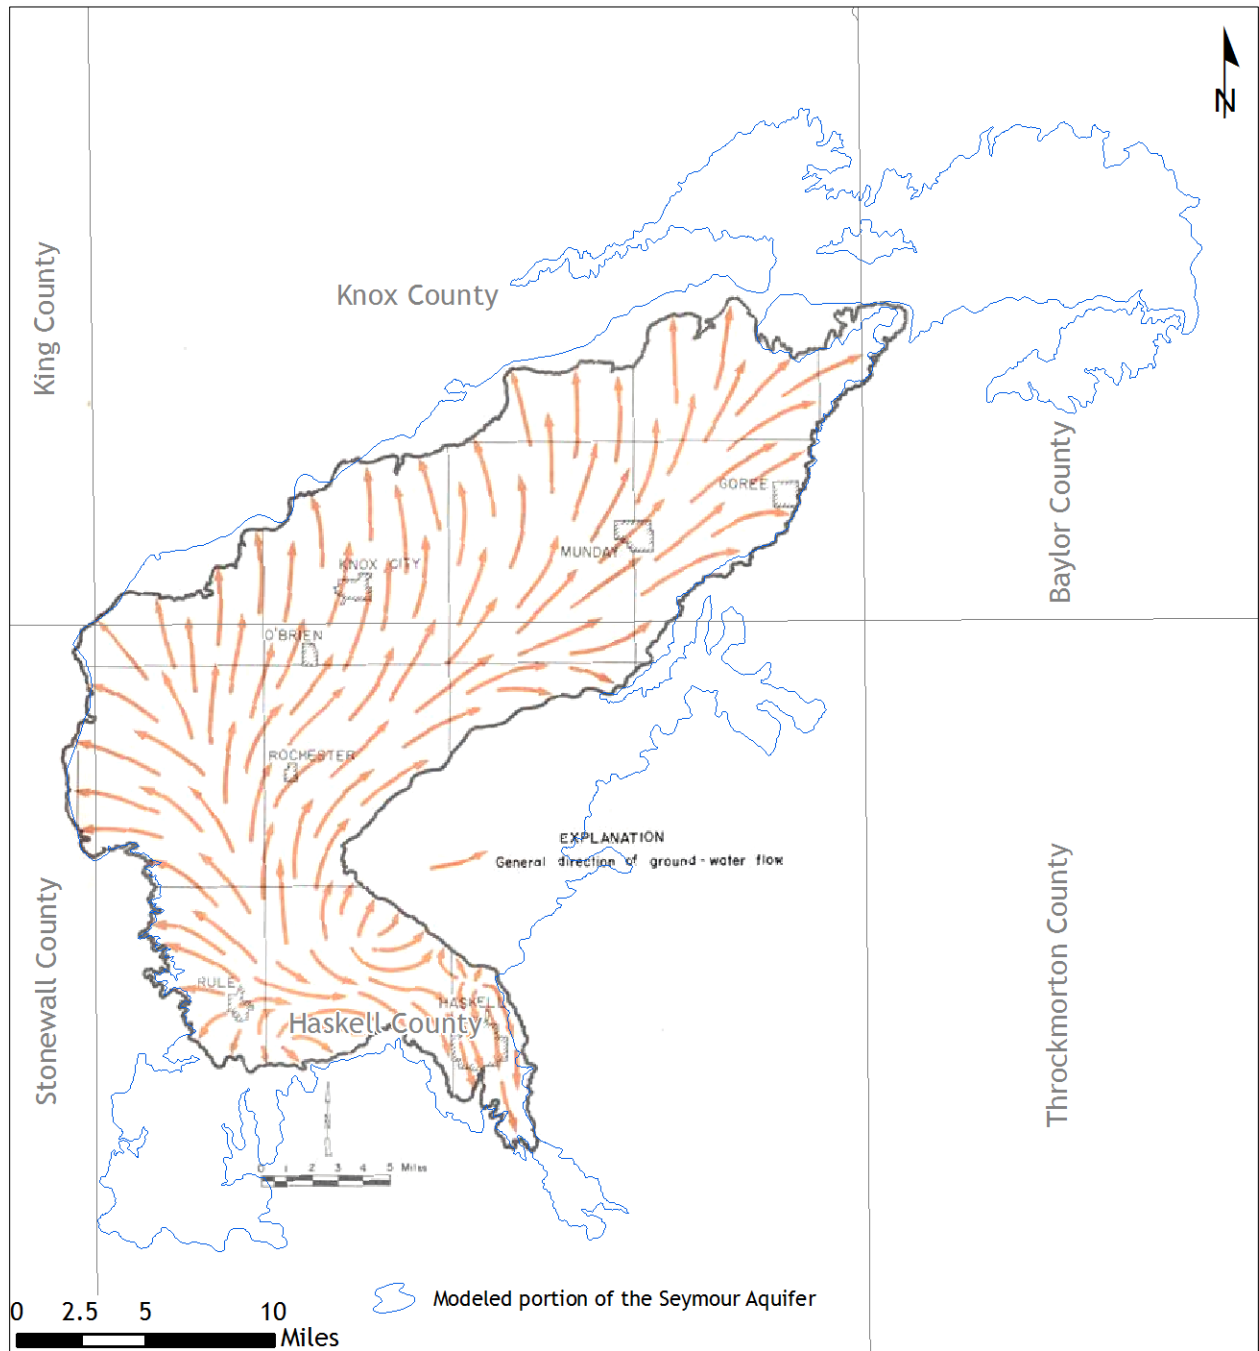 N
King County
Knox County
Baylor County
GOREE
MUNDAY
KNOX CITY
O'BRIEN
ROCHESTER
EXPLANATION
General direction of ground-water flow
Stonewall County
RULE
HASKELL
Haskell County
Throckmorton County
0 1 2 3 4 5 Miles
Modeled portion of the Seymour Aquifer
0 2.5 5 10
Miles